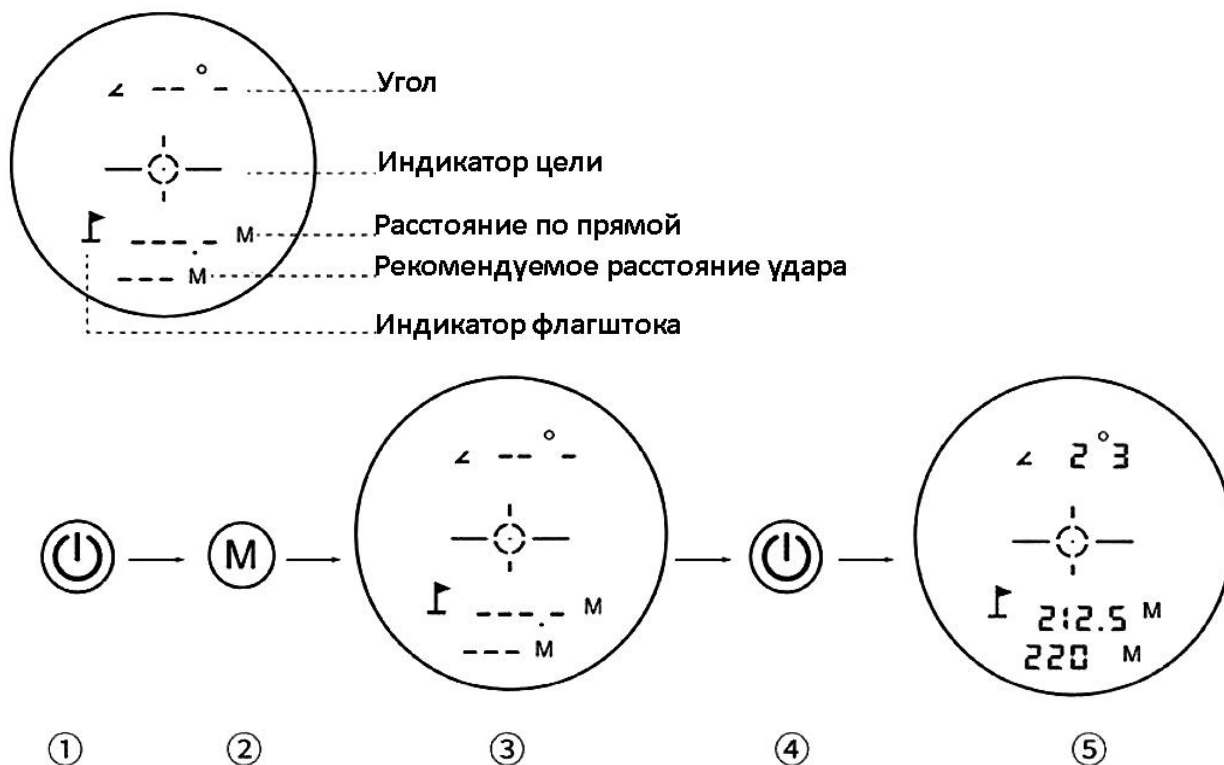 ∠ -- ° -
Угол
Индикатор цели
---.- M
Расстояние по прямой
--- M
Рекомендуемое расстояние удара
Индикатор флагштока
∠ -- ° -
∠ 2°3
M
---.- M
212.5 M
--- M
220 M
① ② ③ ④ ⑤